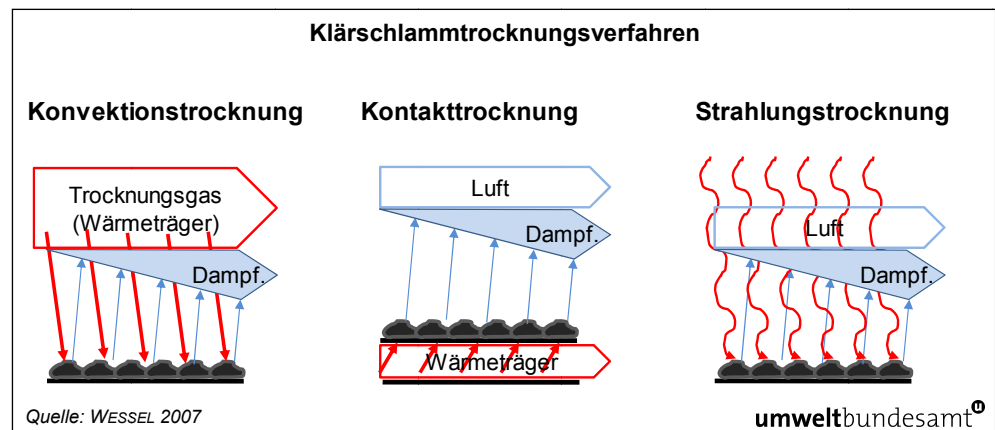 Klärschlammtrocknungsverfahren
Konvektionstrocknung
Kontakttrocknung
Strahlungstrocknung
Trocknungsgas
(Wärmeträger)
Dampf.
Luft
Dampf.
Wärmeträger
Luft
Dampf.
Quelle: WESSEL 2007
umweltbundesamt u